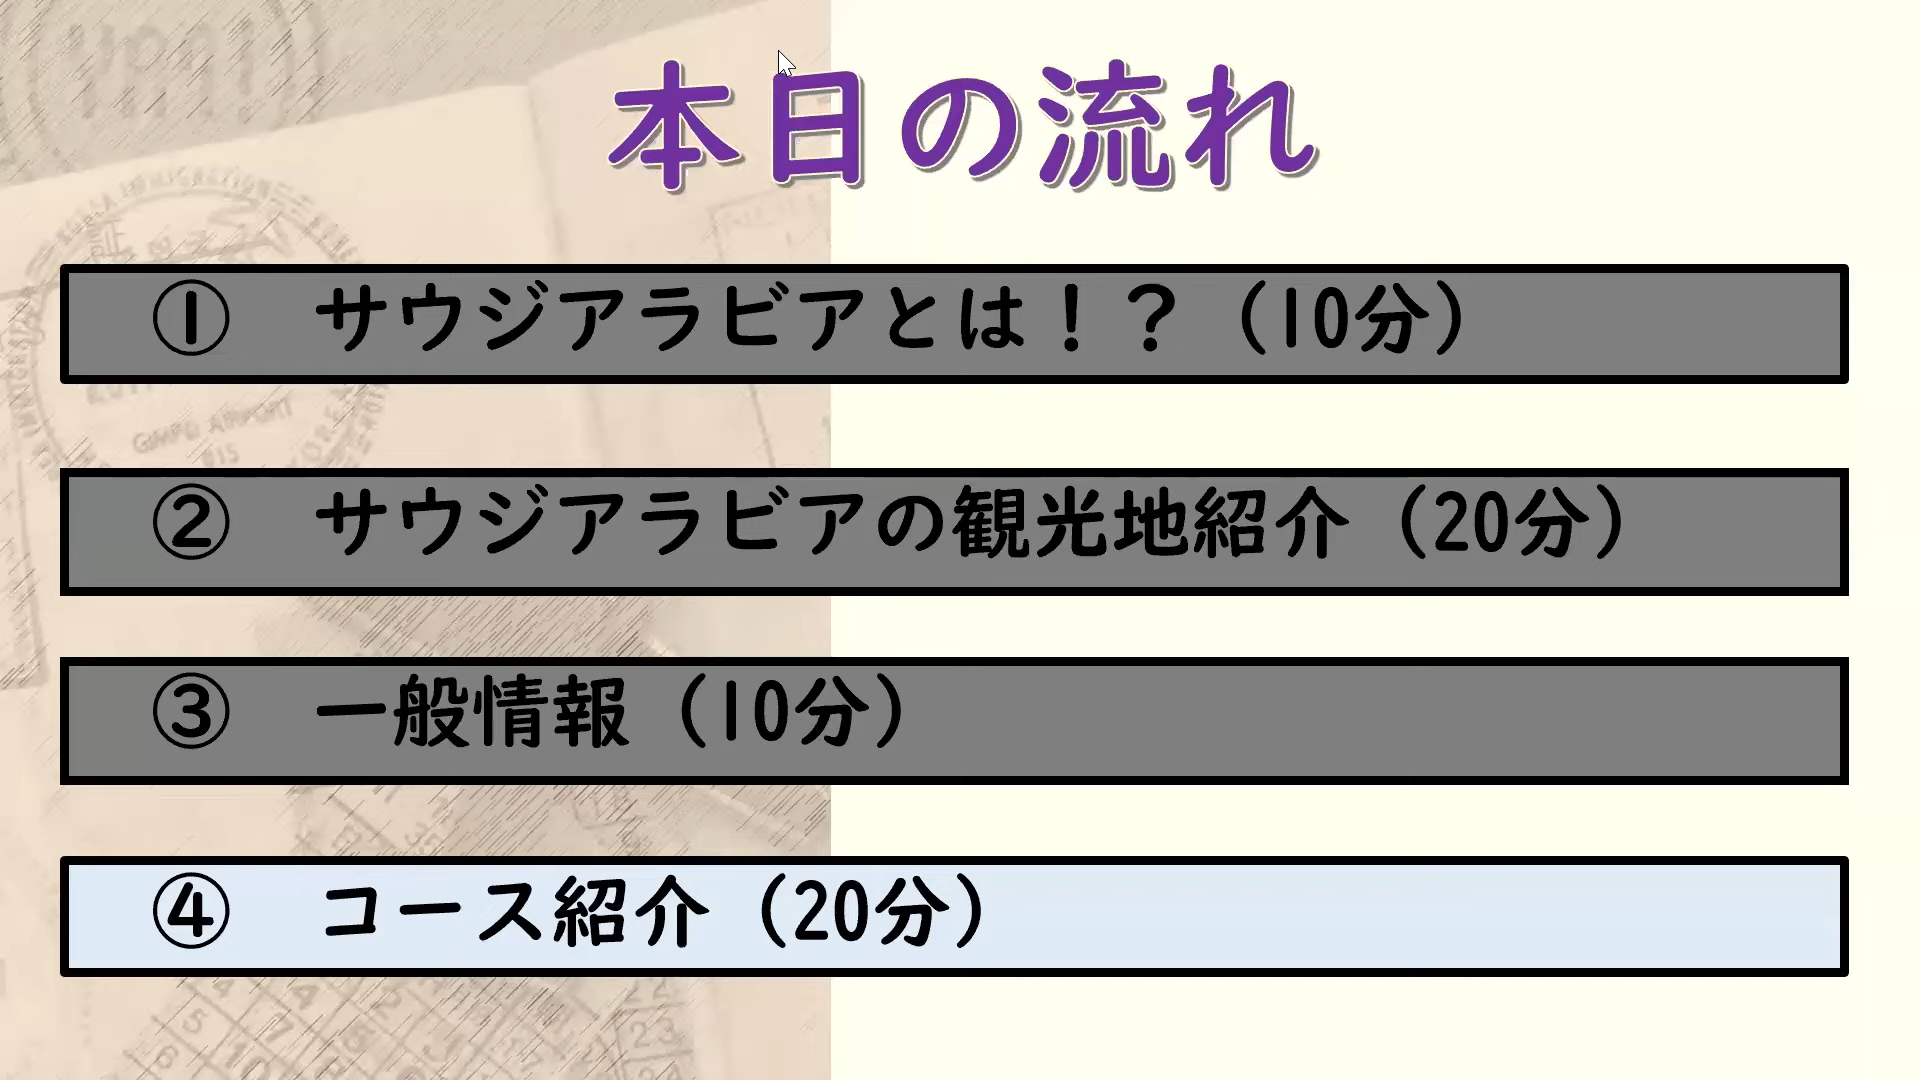 本日の流れ
① サウジアラビアとは！？（10分）
② サウジアラビアの観光地紹介（20分）
③ 一般情報（10分）
④ コース紹介（20分）
GIMPO AIRPORT